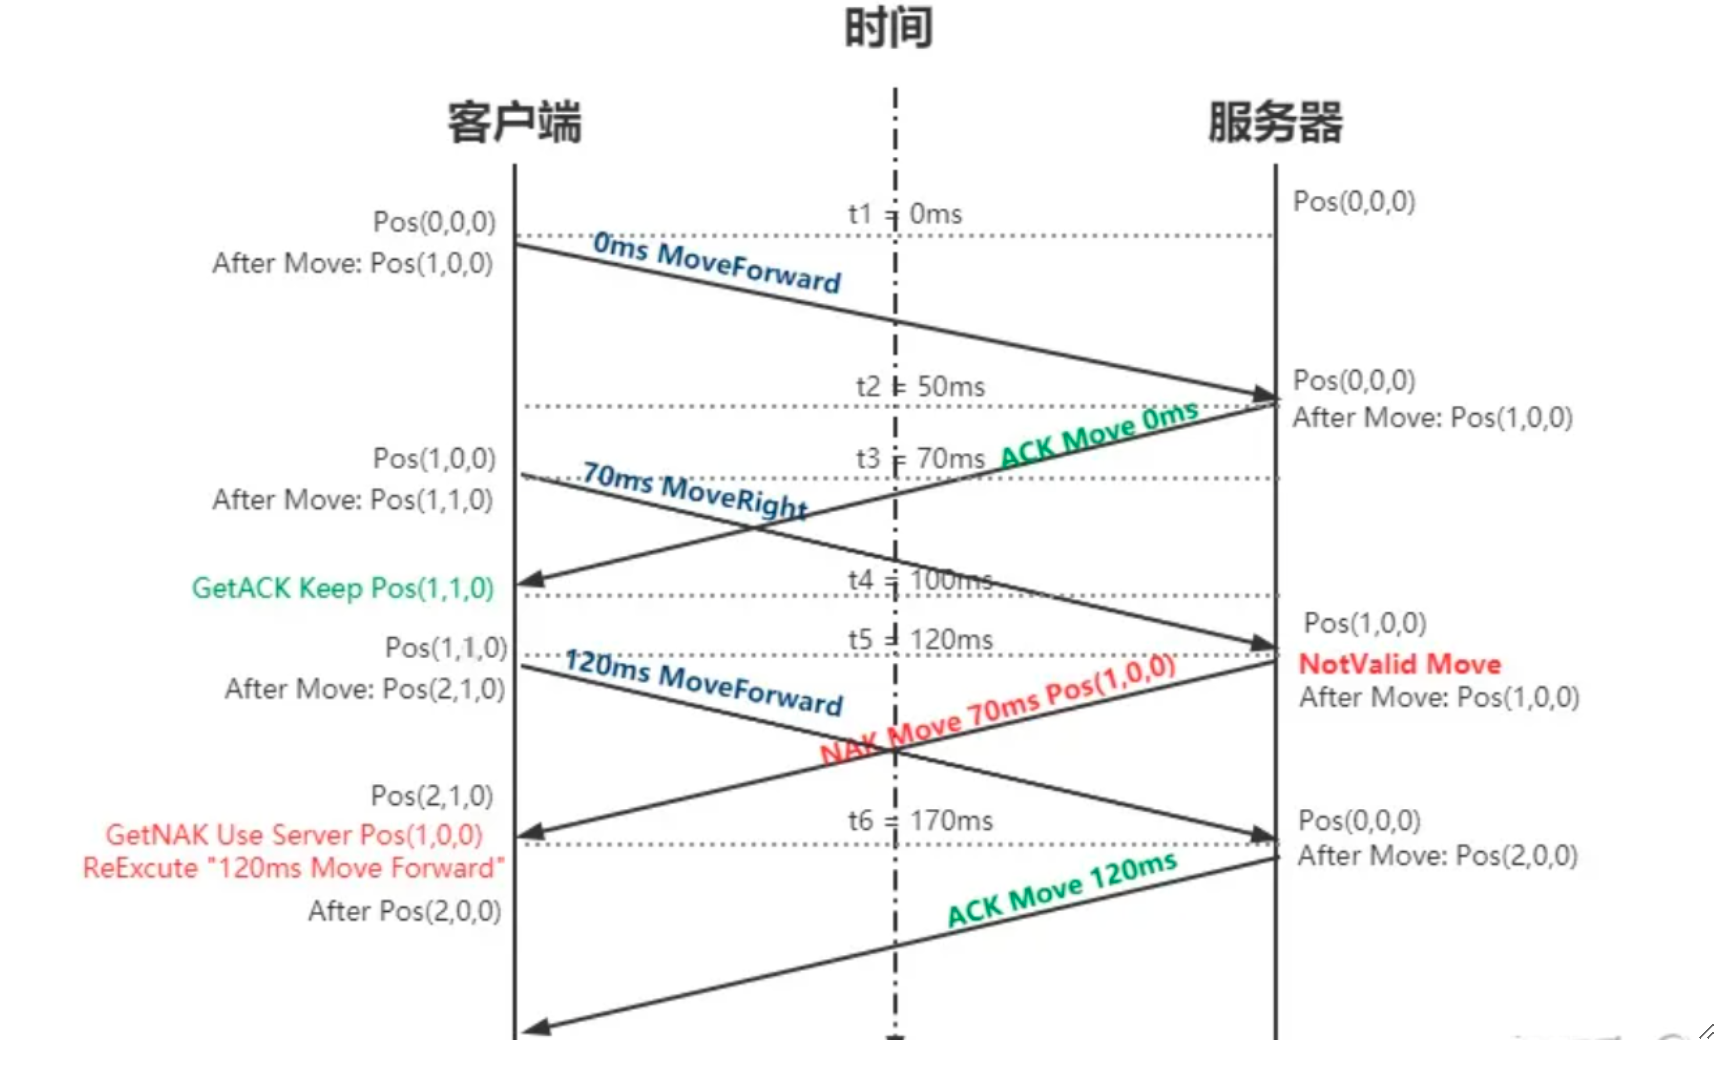 时间
客户端
服务器
t1 = 0ms
Pos(0,0,0)
Pos(0,0,0)
After Move: Pos(1,0,0)
0ms MoveForward
t2 = 50ms
Pos(0,0,0)
After Move: Pos(1,0,0)
ACK Move 0ms
t3 = 70ms
Pos(1,0,0)
After Move: Pos(1,1,0)
70ms MoveRight
GetACK Keep Pos(1,1,0)
t4 = 100ms
Pos(1,0,0)
t5 = 120ms
Pos(1,1,0)
After Move: Pos(2,1,0)
120ms MoveForward
NotValid Move
After Move: Pos(1,0,0)
NAK Move 70ms Pos(1,0,0)
Pos(2,1,0)
GetNAK Use Server Pos(1,0,0)
ReExcute "120ms Move Forward"
After Pos(2,0,0)
t6 = 170ms
Pos(0,0,0)
After Move: Pos(2,0,0)
ACK Move 120ms